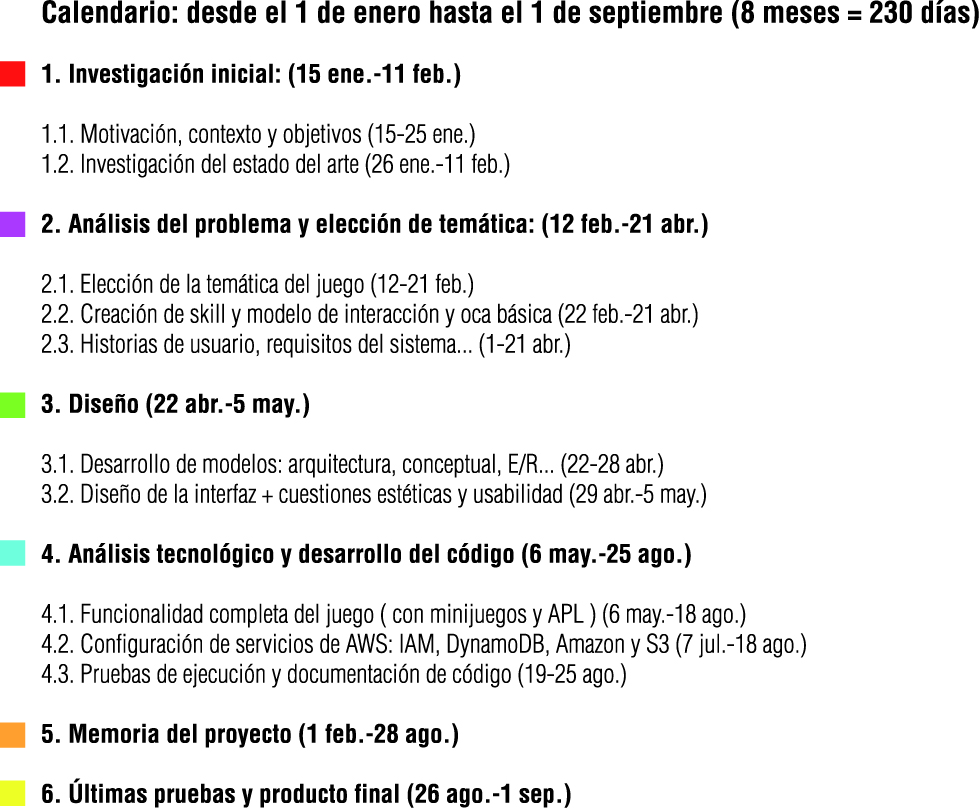 Calendario: desde el 1 de enero hasta el 1 de septiembre (8 meses = 230 días)
1. Investigación inicial: (15 ene.-11 feb.)
1.1. Motivación, contexto y objetivos (15-25 ene.)
1.2. Investigación del estado del arte (26 ene.-11 feb.)
2. Análisis del problema y elección de temática: (12 feb.-21 abr.)
2.1. Elección de la temática del juego (12-21 feb.)
2.2. Creación de skill y modelo de interacción y oca básica (22 feb.-21 abr.)
2.3. Historias de usuario, requisitos del sistema... (1-21 abr.)
3. Diseño (22 abr.-5 may.)
3.1. Desarrollo de modelos: arquitectura, conceptual, E/R... (22-28 abr.)
3.2. Diseño de la interfaz + cuestiones estéticas y usabilidad (29 abr.-5 may.)
4. Análisis tecnológico y desarrollo del código (6 may.-25 ago.)
4.1. Funcionalidad completa del juego ( con minijuegos y APL ) (6 may.-18 ago.)
4.2. Configuración de servicios de AWS: IAM, DynamoDB, Amazon y S3 (7 jul.-18 ago.)
4.3. Pruebas de ejecución y documentación de código (19-25 ago.)
5. Memoria del proyecto (1 feb.-28 ago.)
6. Últimas pruebas y producto final (26 ago.-1 sep.)